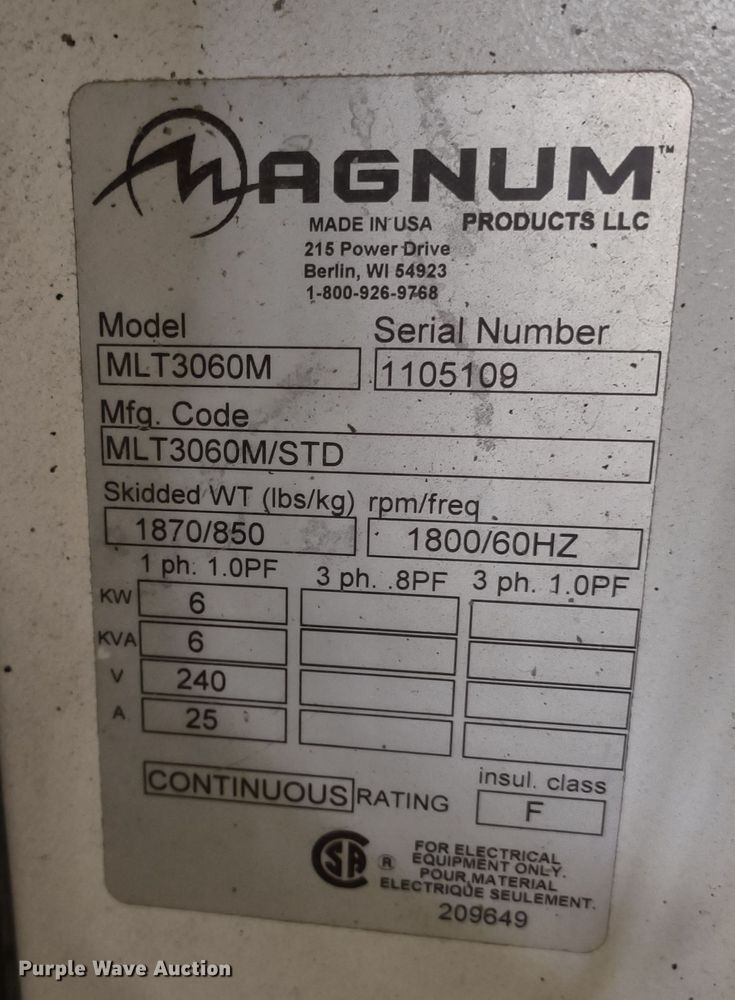 MAGNUM™
MADE IN USA PRODUCTS LLC
215 Power Drive
Berlin, WI 54923
1-800-926-9768
Model Serial Number
MLT3060M 1105109
Mfg. Code
MLT3060M/STD
Skidded WT (lbs/kg) rpm/freq
1870/850 1800/60HZ
1 ph. 1.0PF 3 ph. .8PF 3 ph. 1.0PF
KW 6
KVA 6
V 240
A 25
CONTINUOUS RATING insul. class
F
SA ®
FOR ELECTRICAL
EQUIPMENT ONLY.
POUR MATERIAL
ELECTRIQUE SEULEMENT.
209649
Purple Wave Auction